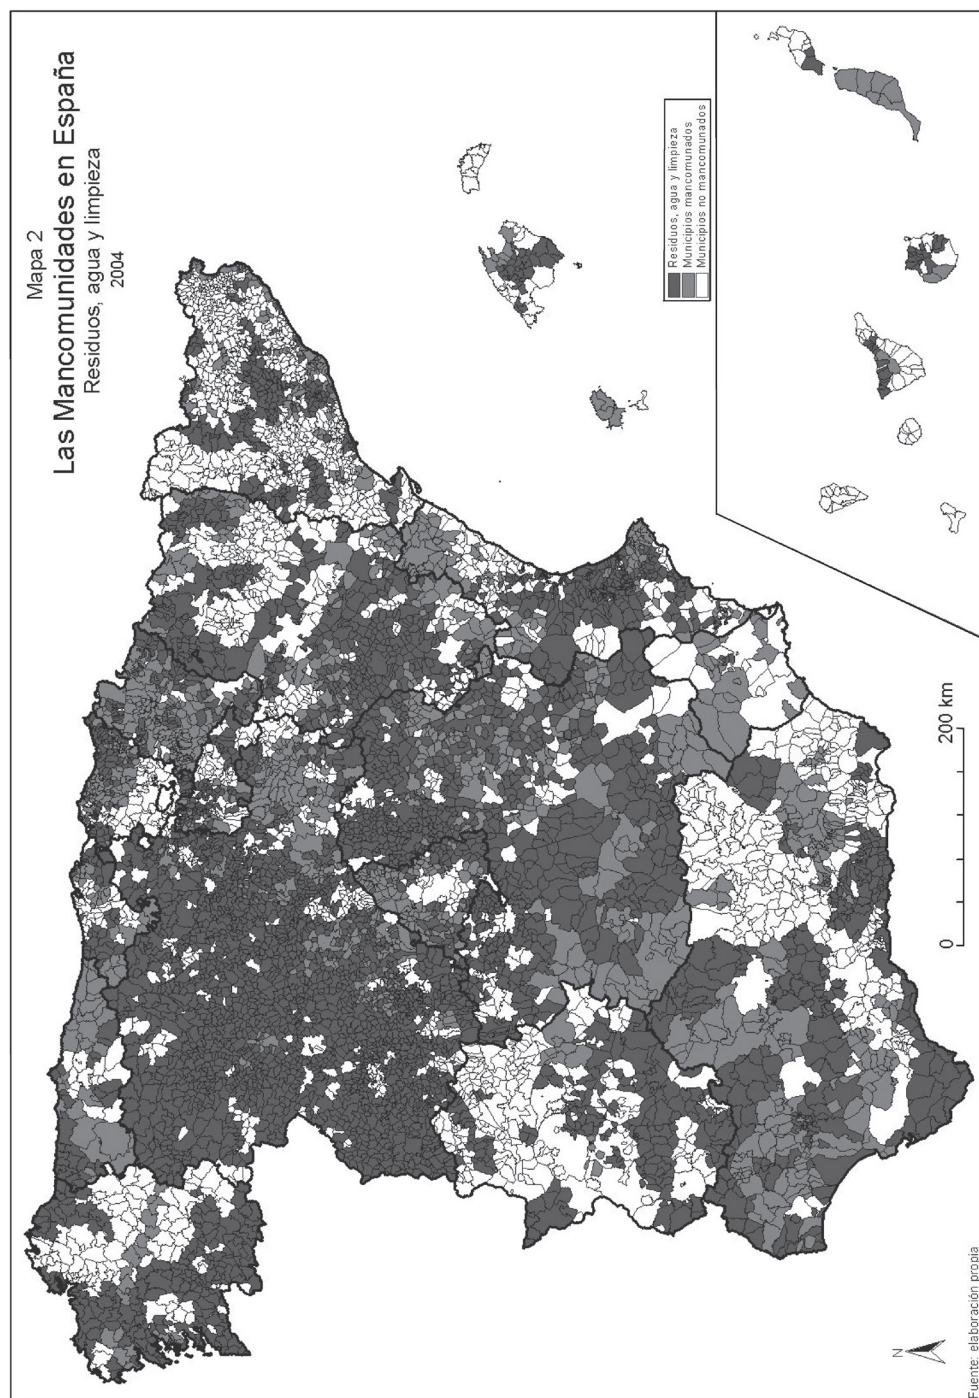 Mapa 2
Las Mancomunidades en España
Residuos, agua y limpieza
2004
Residuos, agua y limpieza
Municipios mancomunados
Municipios no mancomunados
0
200 km
N
Fuente: elaboración propia